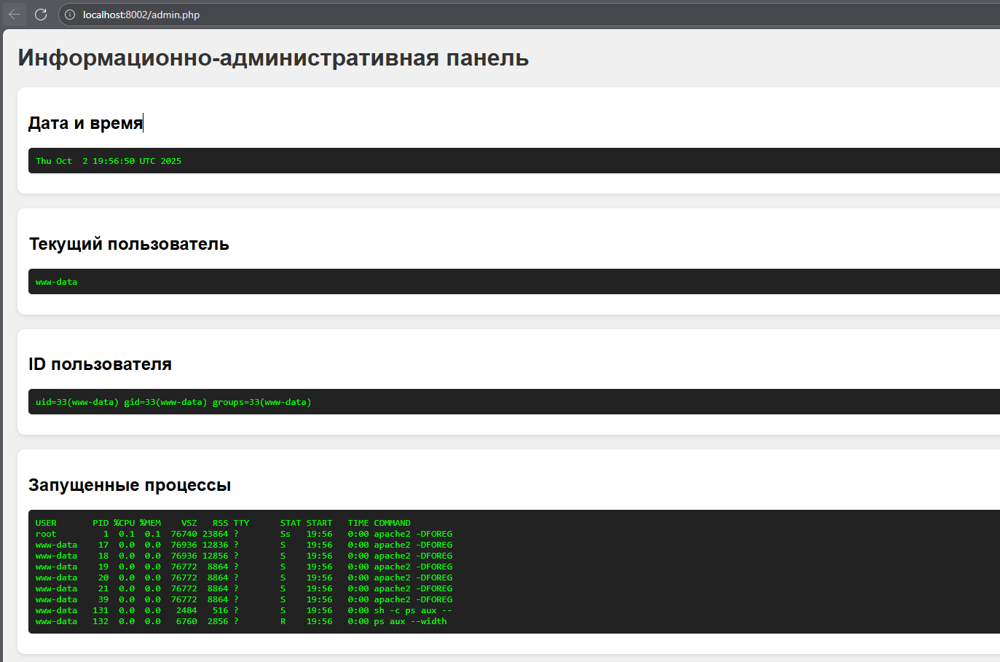 localhost:8002/admin.php
Информационно-административная панель
Дата и время
Thu Oct  2 19:56:50 UTC 2025
Текущий пользователь
www-data
ID пользователя
uid=33(www-data) gid=33(www-data) groups=33(www-data)
Запущенные процессы
USER       PID %CPU %MEM    VSZ   RSS TTY      STAT START   TIME COMMAND
root         1  0.1  0.1  76740 23864 ?        Ss   19:56   0:00 apache2 -DFOREG
www-data    17  0.0  0.0  76936 12836 ?        S    19:56   0:00 apache2 -DFOREG
www-data    18  0.0  0.0  76936 12856 ?        S    19:56   0:00 apache2 -DFOREG
www-data    19  0.0  0.0  76772  8864 ?        S    19:56   0:00 apache2 -DFOREG
www-data    20  0.0  0.0  76772  8864 ?        S    19:56   0:00 apache2 -DFOREG
www-data    21  0.0  0.0  76772  8864 ?        S    19:56   0:00 apache2 -DFOREG
www-data    39  0.0  0.0  76772  8864 ?        S    19:56   0:00 apache2 -DFOREG
www-data   131  0.0  0.0   2484   516 ?        S    19:56   0:00 sh -c ps aux --
www-data   132  0.0  0.0   6760  2856 ?        R    19:56   0:00 ps aux --width